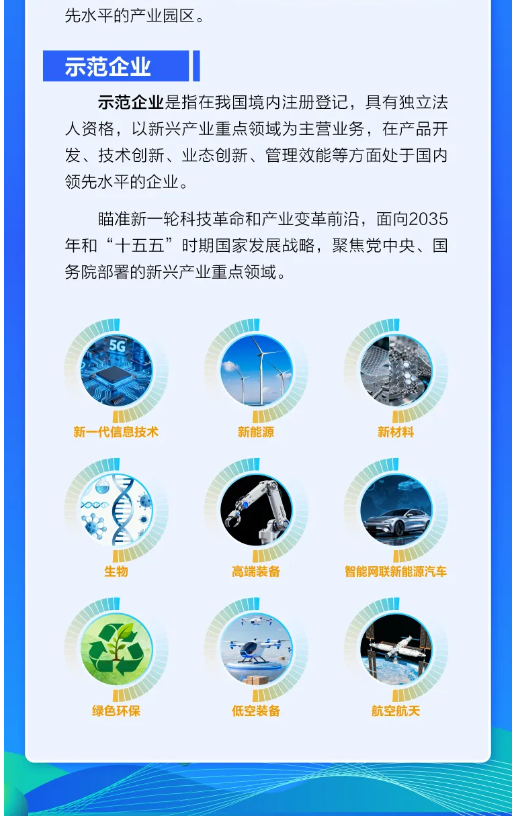 先水平的产业园区。
示范企业
示范企业是指在我国境内注册登记，具有独立法
人资格，以新兴产业重点领域为主营业务，在产品开
发、技术创新、业态创新、管理效能等方面处于国内
领先水平的企业。
瞄准新一轮科技革命和产业变革前沿，面向2035
年和“十五五”时期国家发展战略，聚焦党中央、国
务院部署的新兴产业重点领域。
5G
新一代信息技术
新能源
新材料
生物
高端装备
智能网联新能源汽车
绿色环保
低空装备
航空航天